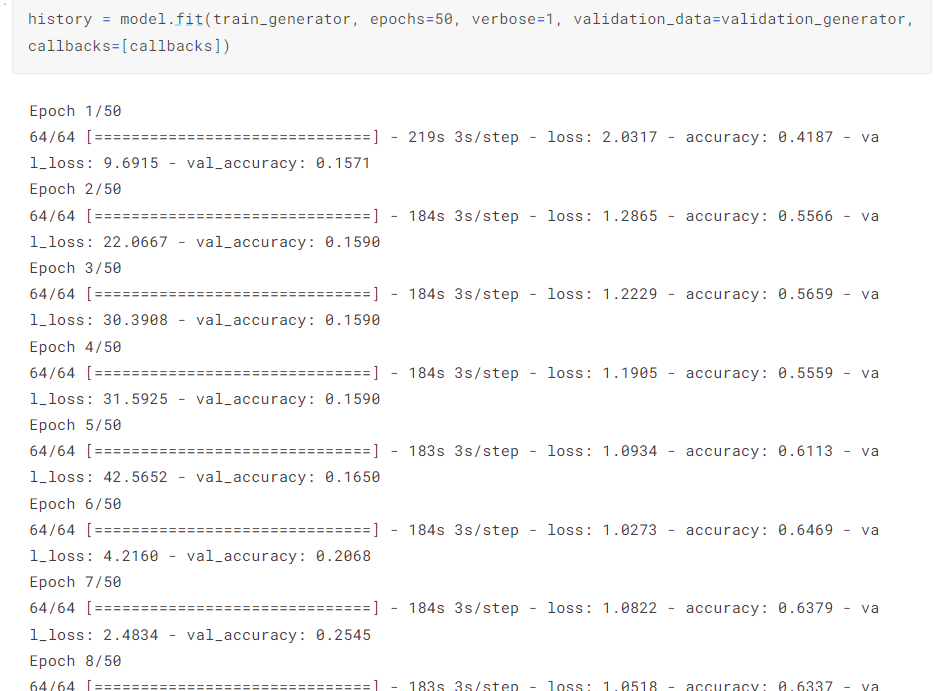 history = model.fit(train_generator, epochs=50, verbose=1, validation_data=validation_generator,
callbacks=[callbacks])
Epoch 1/50
64/64 [==============================] - 219s 3s/step - loss: 2.0317 - accuracy: 0.4187 - va
l_loss: 9.6915 - val_accuracy: 0.1571
Epoch 2/50
64/64 [==============================] - 184s 3s/step - loss: 1.2865 - accuracy: 0.5566 - va
l_loss: 22.0667 - val_accuracy: 0.1590
Epoch 3/50
64/64 [==============================] - 184s 3s/step - loss: 1.2229 - accuracy: 0.5659 - va
l_loss: 30.3908 - val_accuracy: 0.1590
Epoch 4/50
64/64 [==============================] - 184s 3s/step - loss: 1.1905 - accuracy: 0.5559 - va
l_loss: 31.5925 - val_accuracy: 0.1590
Epoch 5/50
64/64 [==============================] - 183s 3s/step - loss: 1.0934 - accuracy: 0.6113 - va
l_loss: 42.5652 - val_accuracy: 0.1650
Epoch 6/50
64/64 [==============================] - 184s 3s/step - loss: 1.0273 - accuracy: 0.6469 - va
l_loss: 4.2160 - val_accuracy: 0.2068
Epoch 7/50
64/64 [==============================] - 184s 3s/step - loss: 1.0822 - accuracy: 0.6379 - va
l_loss: 2.4834 - val_accuracy: 0.2545
Epoch 8/50
64/64 [==============================] - 183s 3s/step - loss: 1.0518 - accuracy: 0.6337 - va